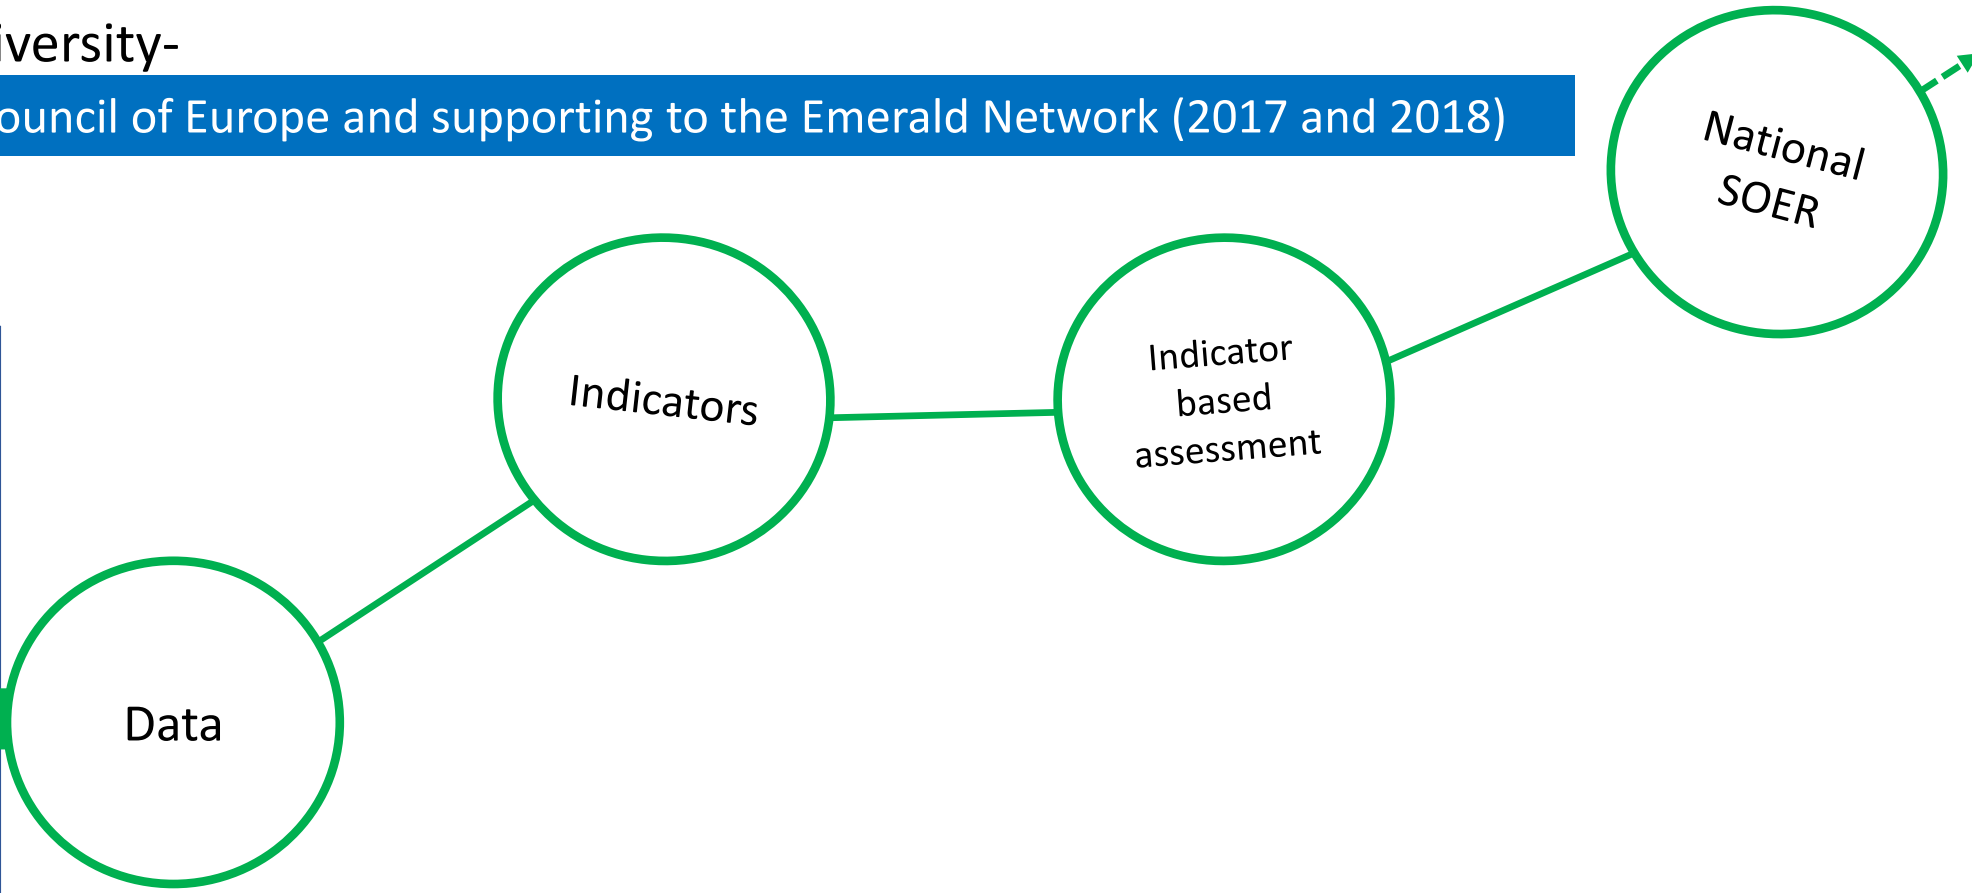 iversity-
ouncil of Europe and supporting to the Emerald Network (2017 and 2018)
National
SOER
Indicators
Indicator
based
assessment
Data